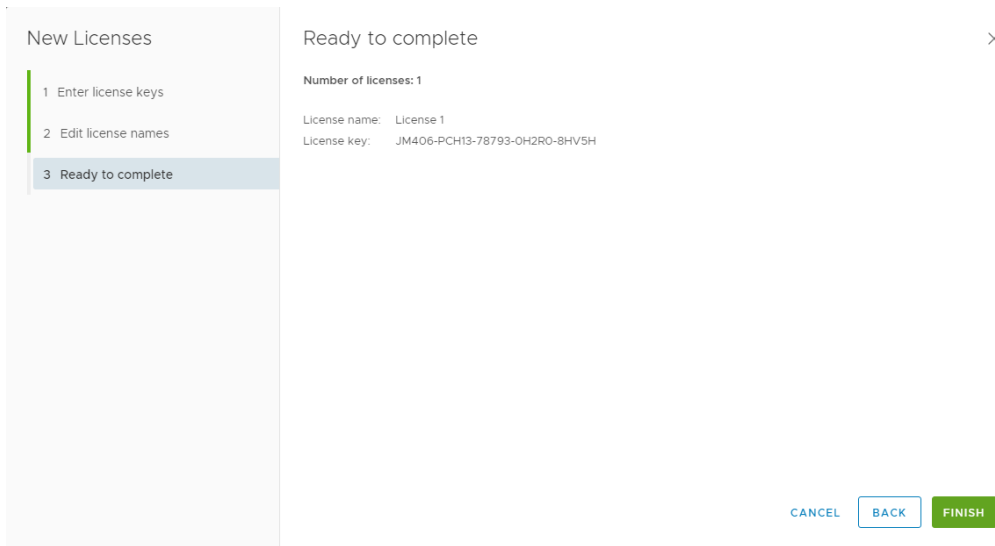 New Licenses
1 Enter license keys
2 Edit license names
3 Ready to complete
Ready to complete
Number of licenses: 1
License name: License 1
License key: JM406-PCH13-78793-0H2R0-8HV5H
CANCEL BACK FINISH